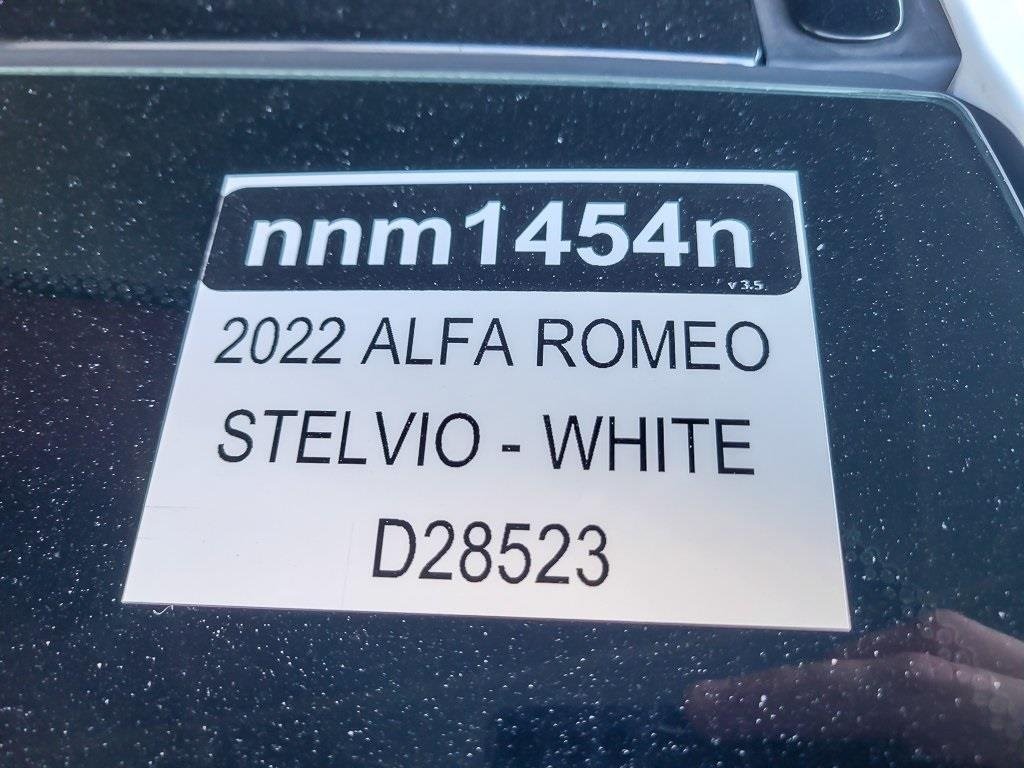 nnm1454n
v 3.5
2022 ALFA ROMEO
STELVIO - WHITE
D28523